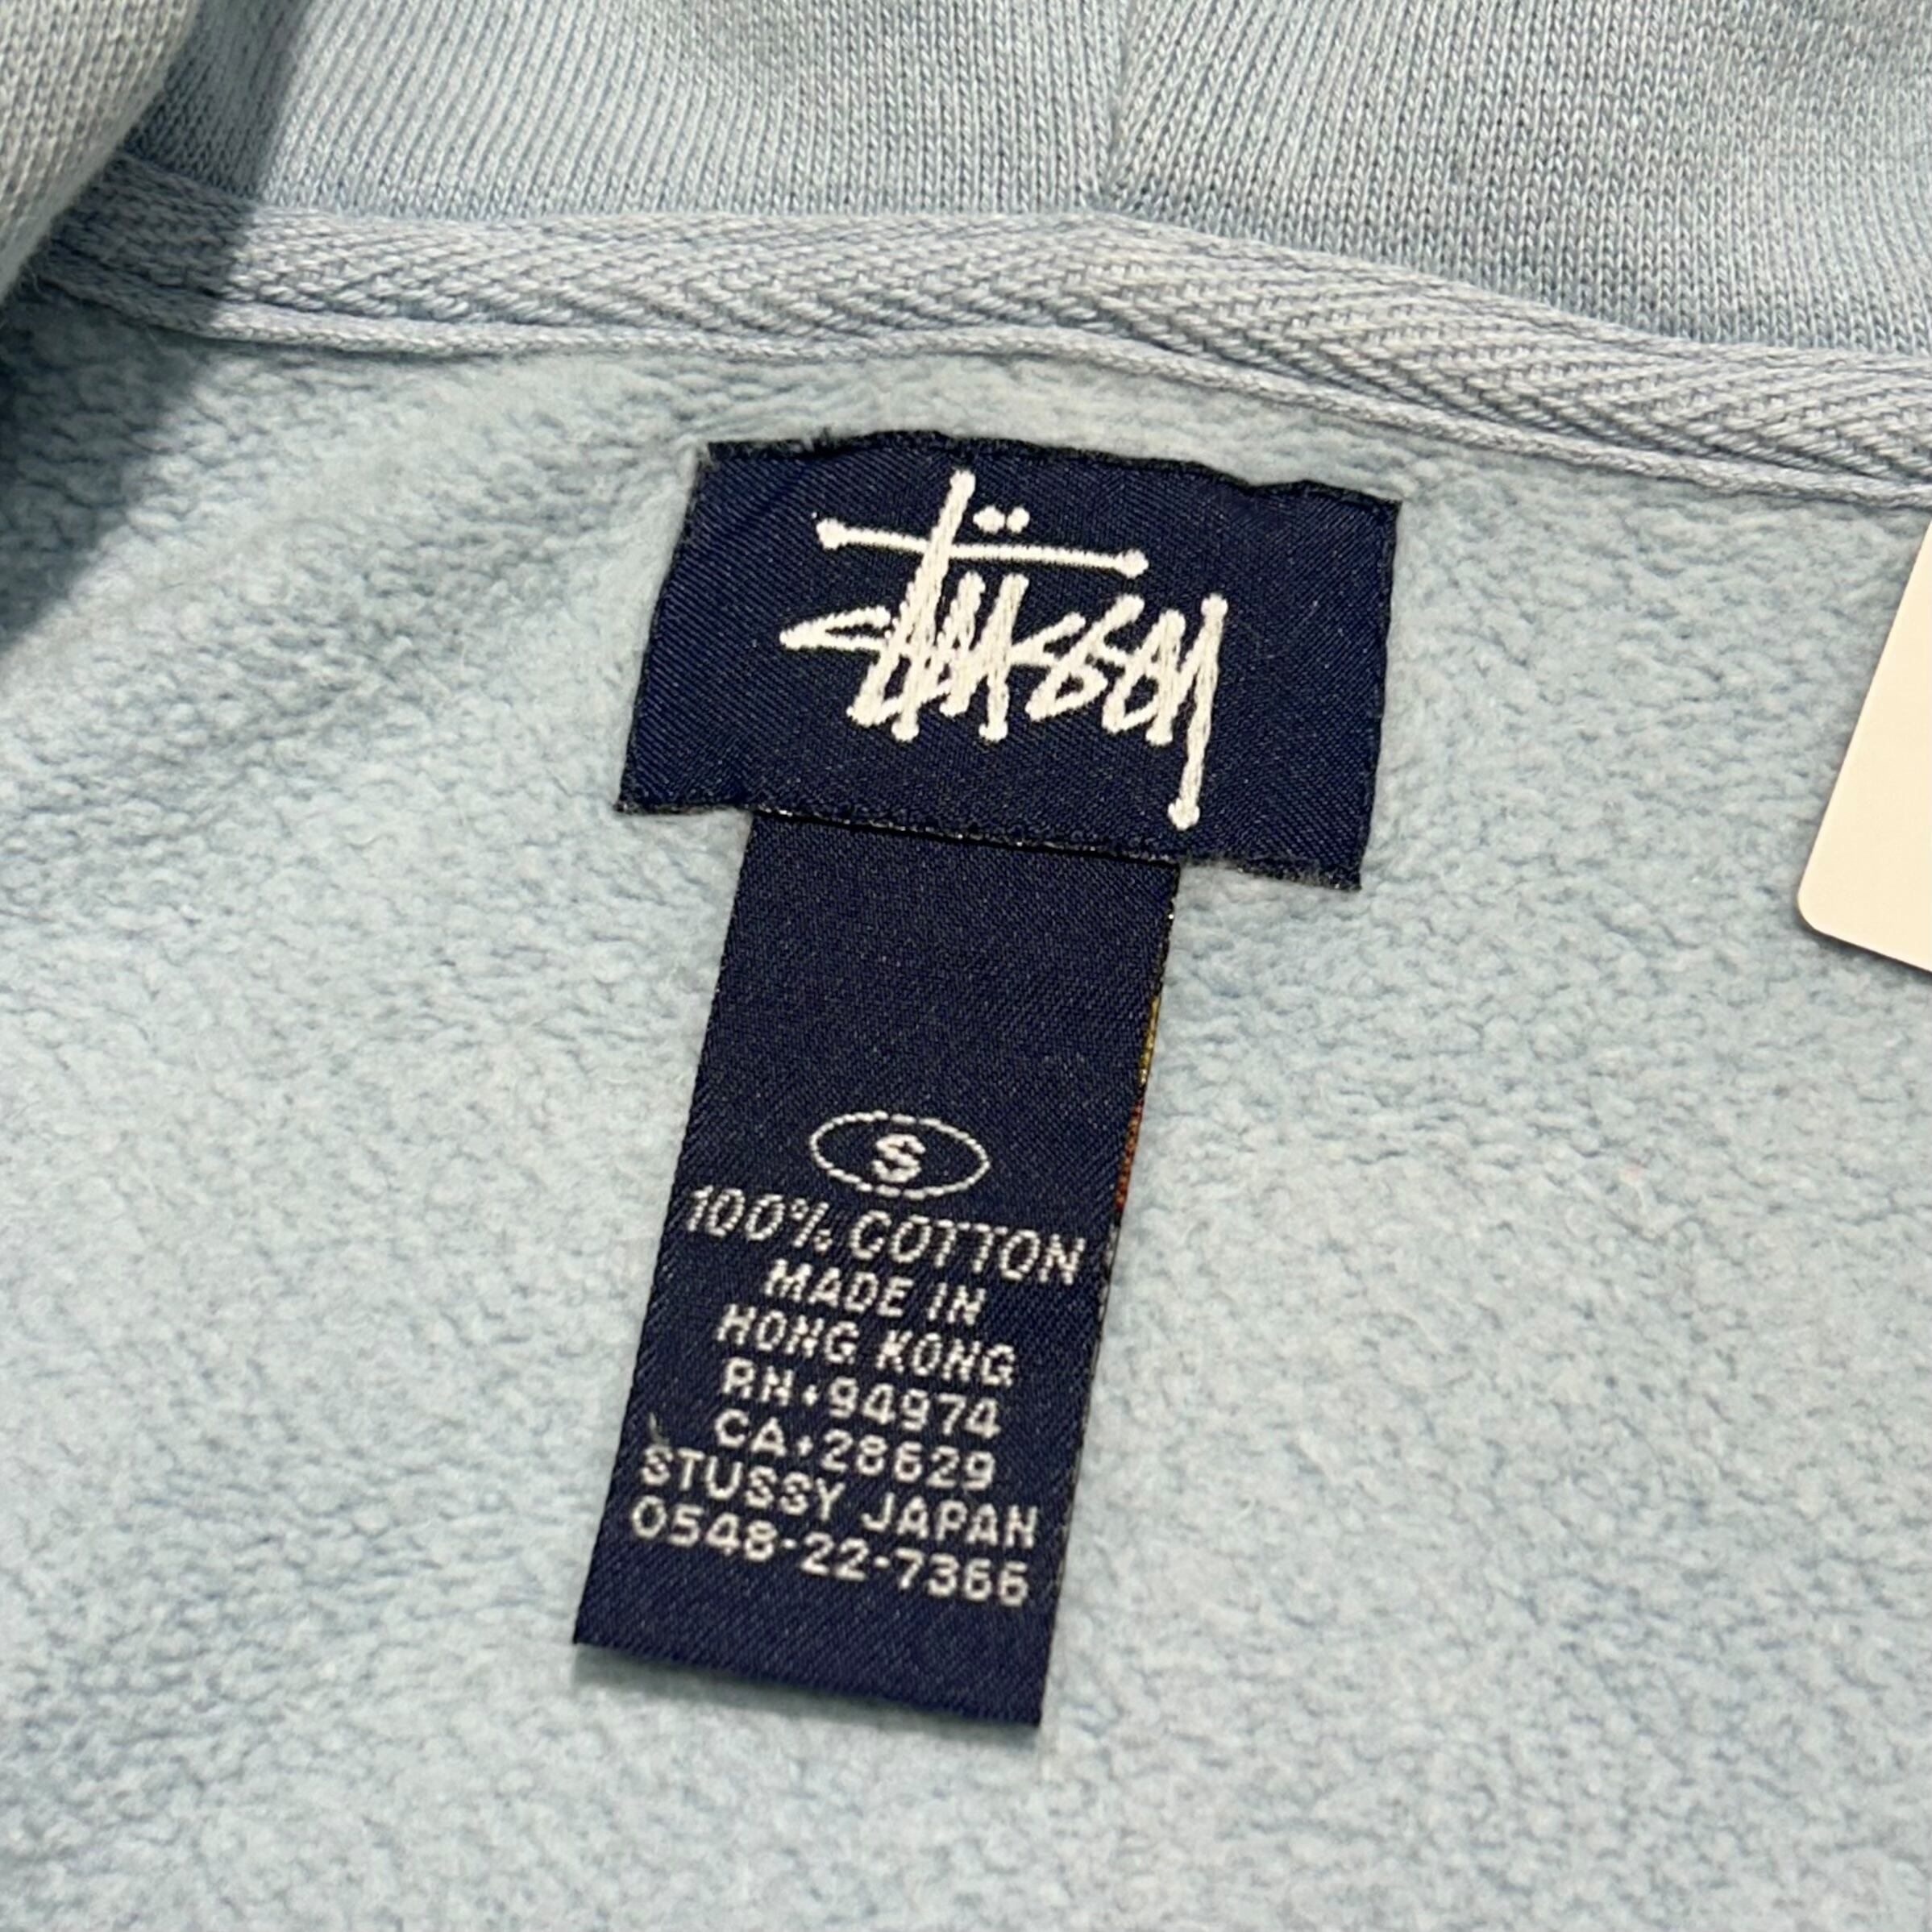 Stüssy
S
100% COTTON
MADE IN
HONG KONG
RN•94974
CA•28629
STUSSY JAPAN
0548-22-7366